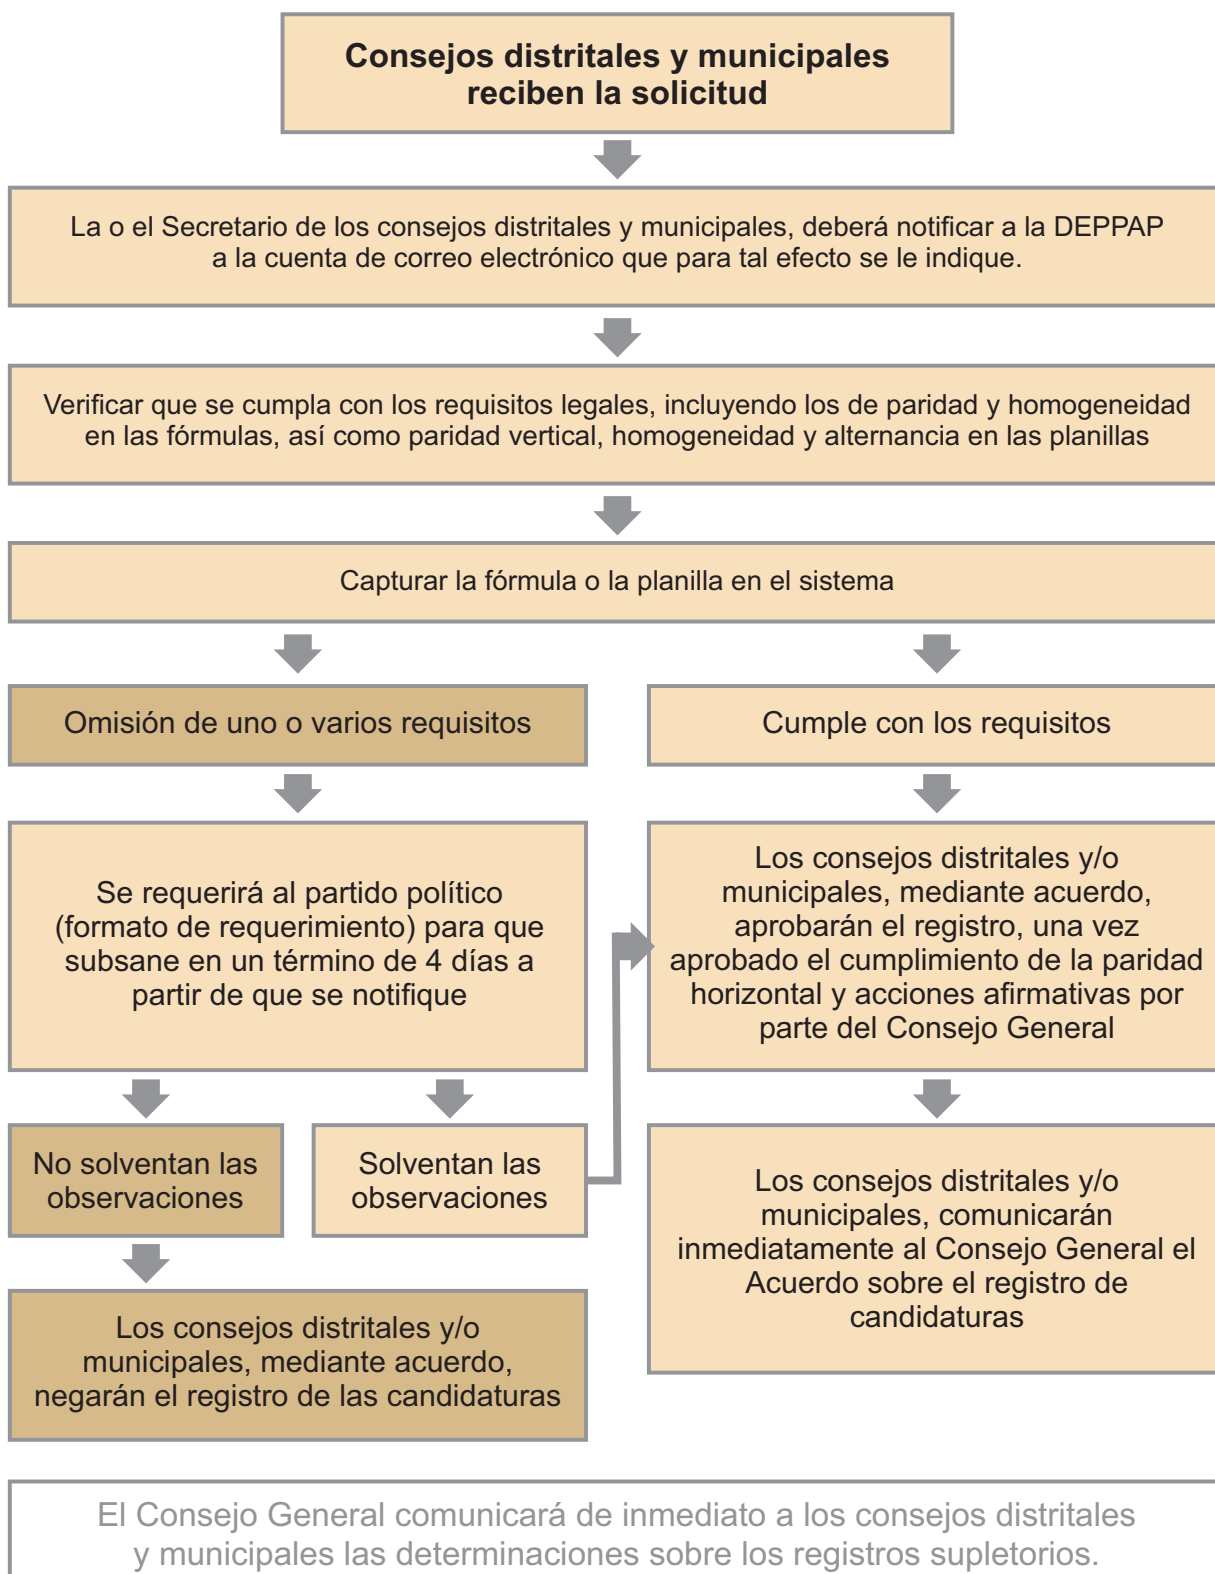 Consejos distritales y municipales
reciben la solicitud
La o el Secretario de los consejos distritales y municipales, deberá notificar a la DEPPAP
a la cuenta de correo electrónico que para tal efecto se le indique.
Verificar que se cumpla con los requisitos legales, incluyendo los de paridad y homogeneidad
en las fórmulas, así como paridad vertical, homogeneidad y alternancia en las planillas
Capturar la fórmula o la planilla en el sistema
Omisión de uno o varios requisitos
Cumple con los requisitos
Se requerirá al partido político
(formato de requerimiento) para que
subsane en un término de 4 días a
partir de que se notifique
Los consejos distritales y/o
municipales, mediante acuerdo,
aprobarán el registro, una vez
aprobado el cumplimiento de la paridad
horizontal y acciones afirmativas por
parte del Consejo General
No solventan las
observaciones
Solventan las
observaciones
Los consejos distritales y/o
municipales, comunicarán
inmediatamente al Consejo General el
Acuerdo sobre el registro de
candidaturas
Los consejos distritales y/o
municipales, mediante acuerdo,
negarán el registro de las candidaturas
El Consejo General comunicará de inmediato a los consejos distritales
y municipales las determinaciones sobre los registros supletorios.